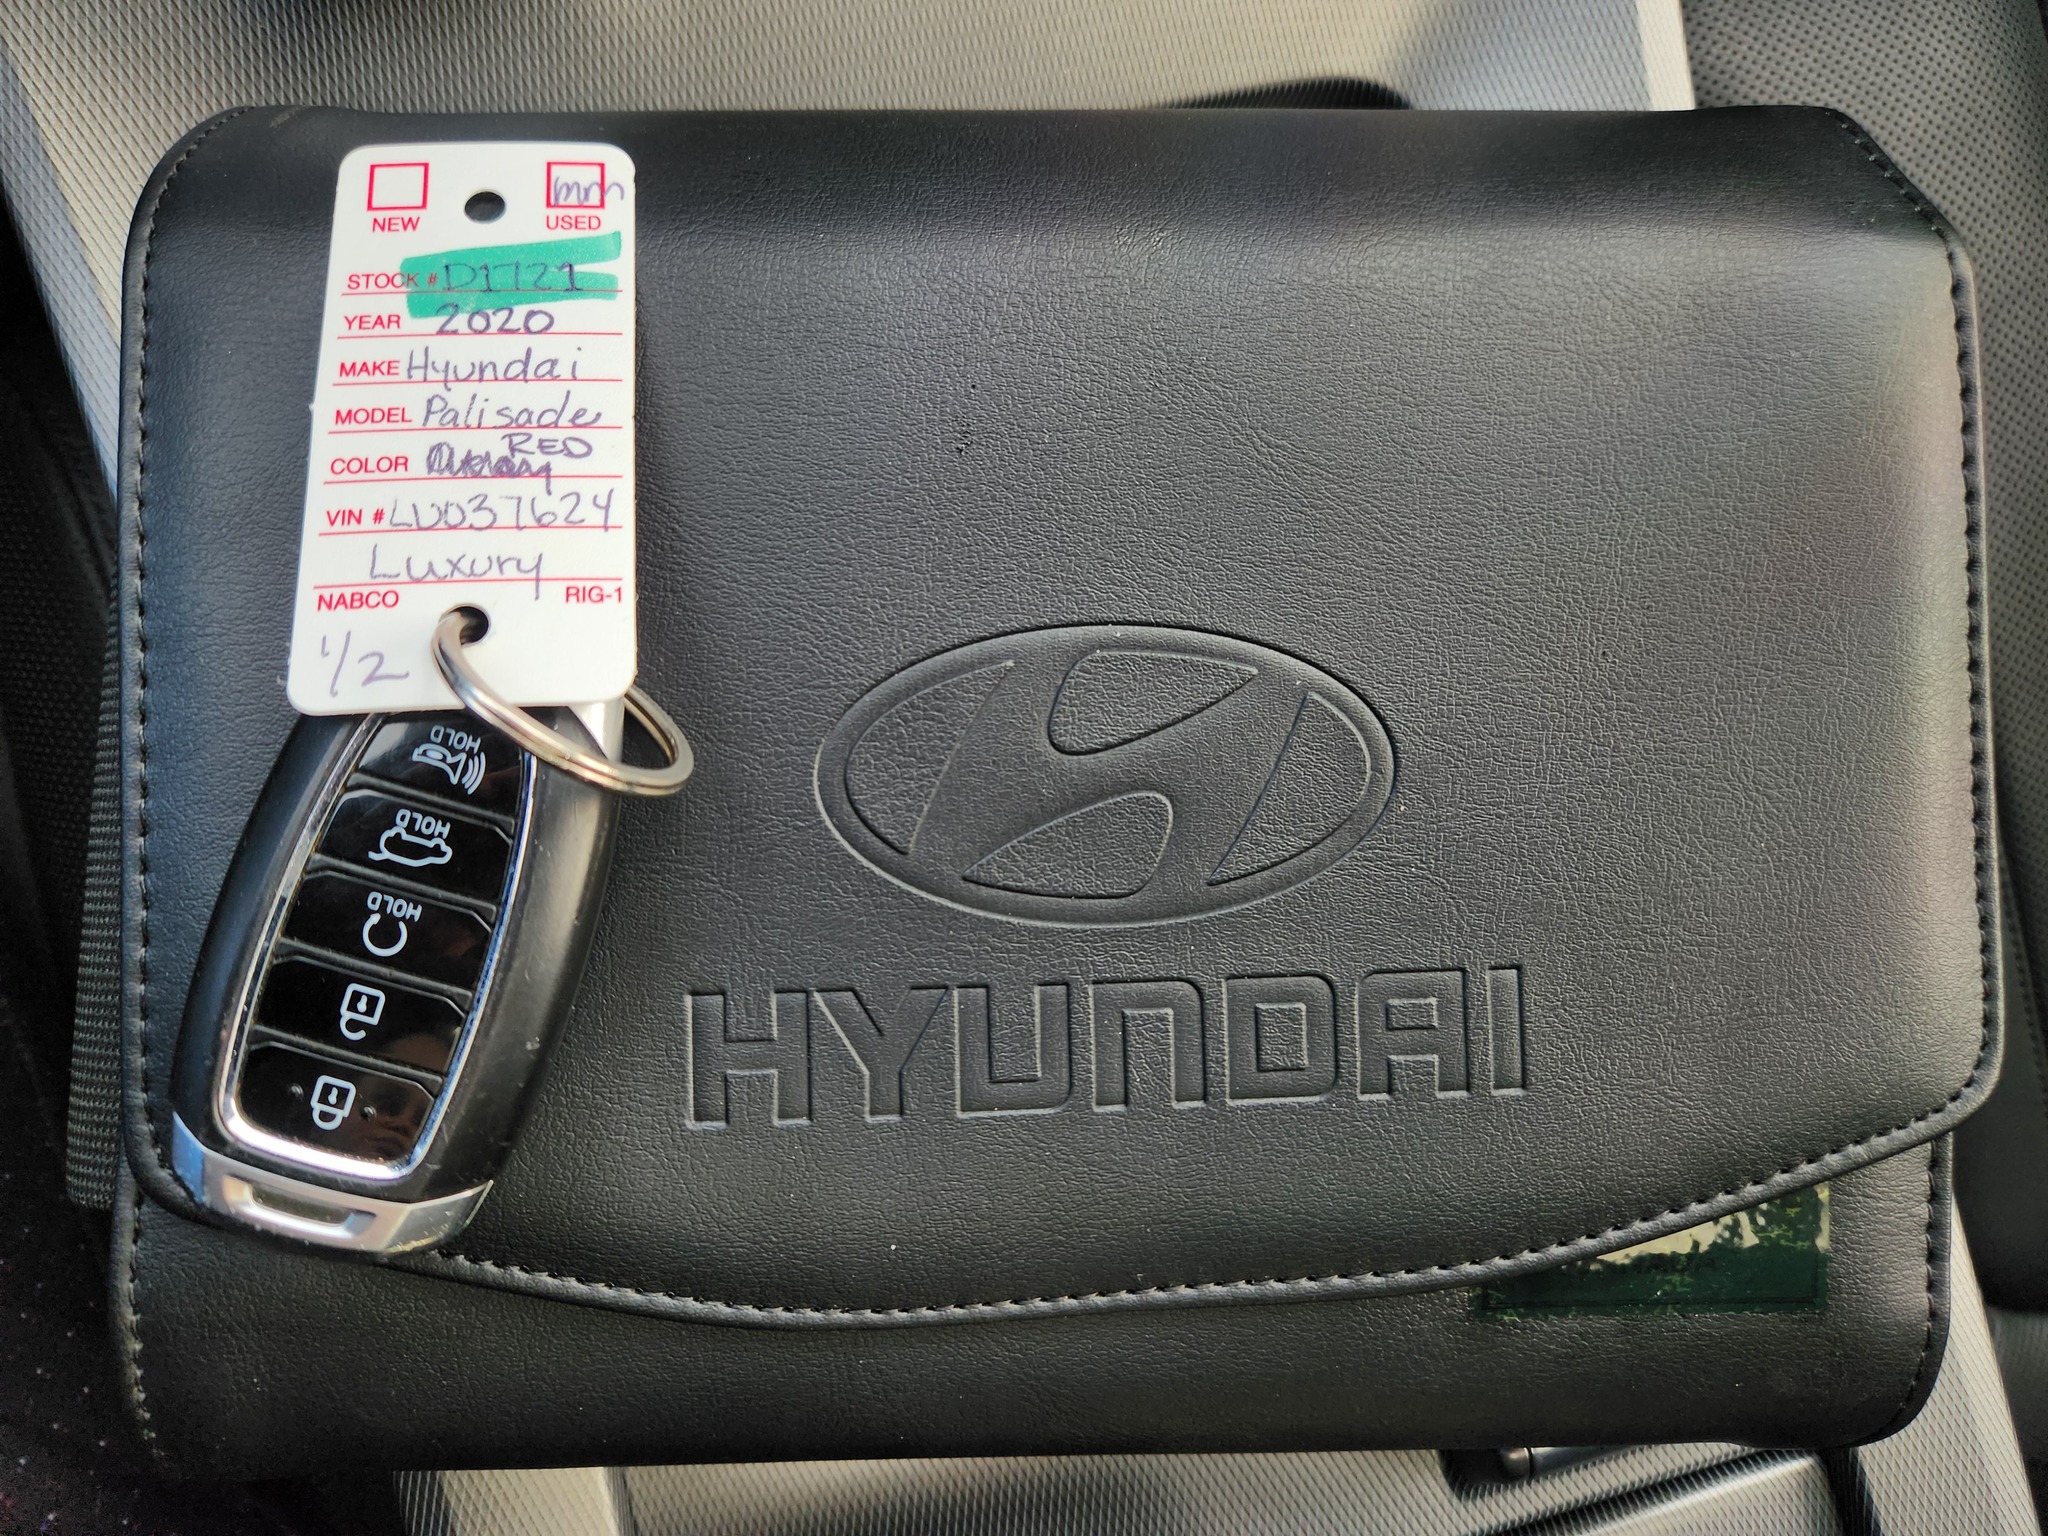 NEW USED
STOCK # D1721
YEAR 2020
MAKE Hyundai
MODEL Palisade
COLOR RED
VIN # LU037624
Luxury
NABCO RIG-1
1/2
HOLD
HOLD
HOLD
HYUNDAI